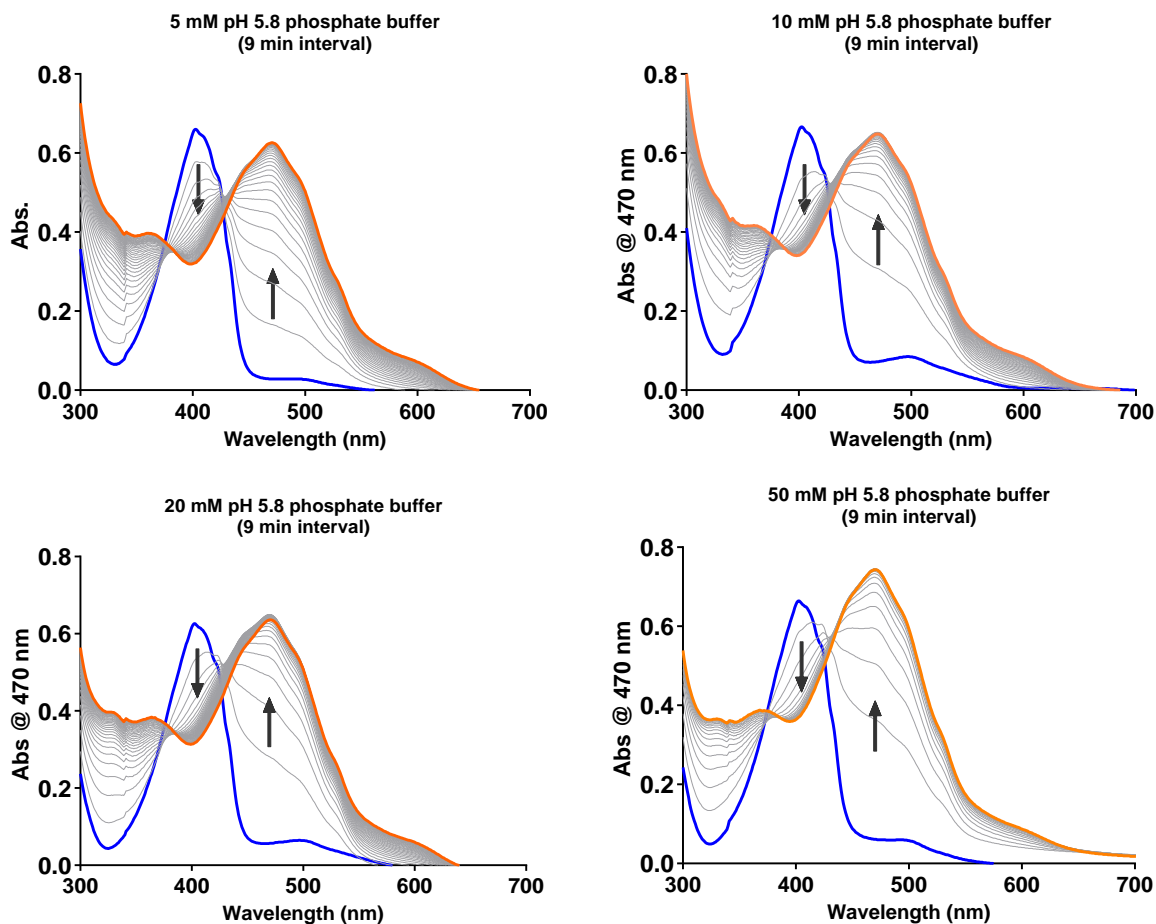 5 mM pH 5.8 phosphate buffer
(9 min interval)
Abs.
0.8
0.6
0.4
0.2
0.0
300
400
500
600
700
Wavelength (nm)
10 mM pH 5.8 phosphate buffer
(9 min interval)
Abs @ 470 nm
0.8
0.6
0.4
0.2
0.0
300
400
500
600
700
Wavelength (nm)
20 mM pH 5.8 phosphate buffer
(9 min interval)
Abs @ 470 nm
0.8
0.6
0.4
0.2
0.0
300
400
500
600
700
Wavelength (nm)
50 mM pH 5.8 phosphate buffer
(9 min interval)
Abs @ 470 nm
0.8
0.6
0.4
0.2
0.0
300
400
500
600
700
Wavelength (nm)